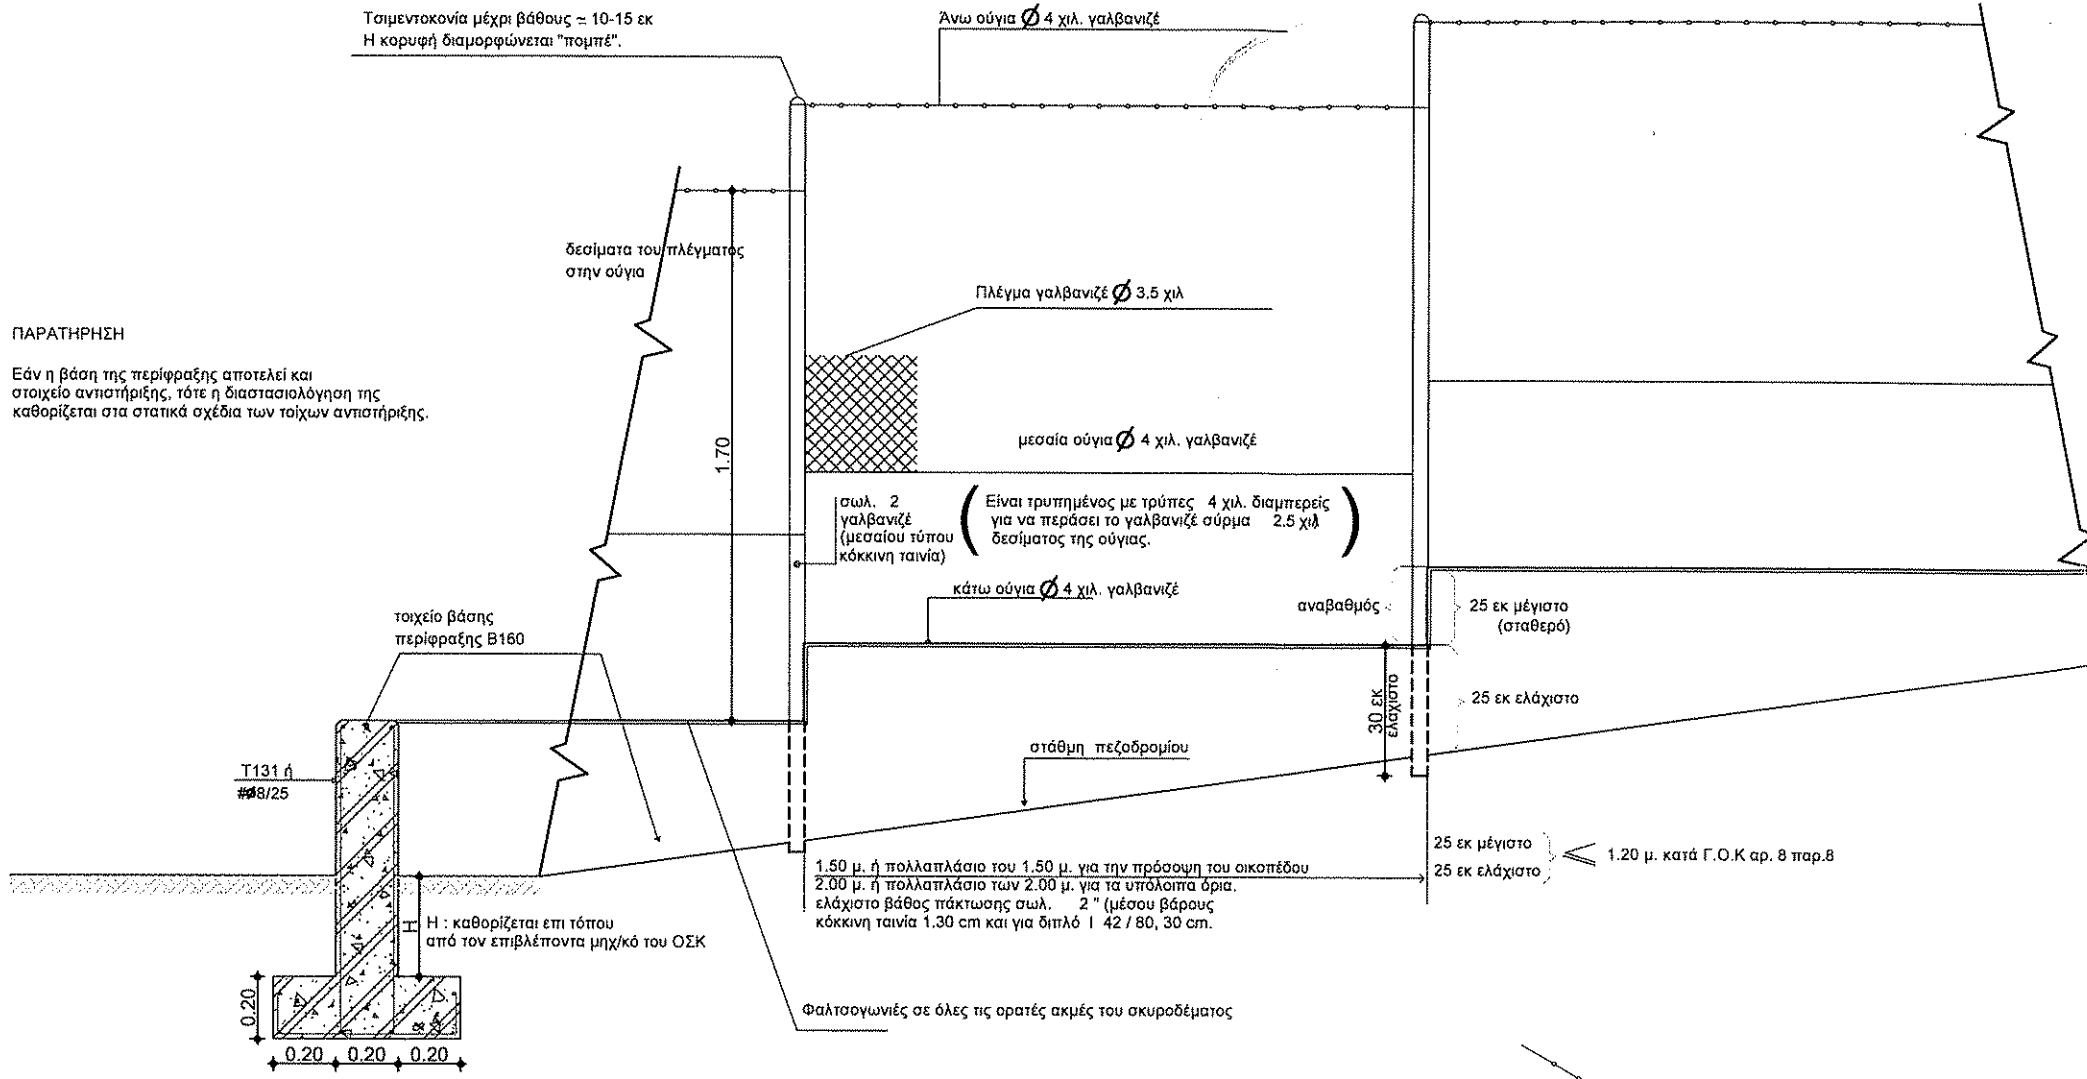 Τσιμεντοκονία μέχρι βάθους ≃ 10-15 εκ
Η κορυφή διαμορφώνεται "πομπέ".
Άνω ούγια Ø 4 χιλ. γαλβανιζέ
δεσίματα του πλέγματος
στην ούγια
Πλέγμα γαλβανιζέ Ø 3.5 χιλ
ΠΑΡΑΤΗΡΗΣΗ
Εάν η βάση της περίφραξης αποτελεί και
στοιχείο αντιστήριξης, τότε η διαστασιολόγηση της
καθορίζεται στα στατικά σχέδια των τοίχων αντιστήριξης.
1.70
μεσαία ούγια Ø 4 χιλ. γαλβανιζέ
σωλ. 2
γαλβανιζέ
(μεσαίου τύπου
κόκκινη ταινία)
( Είναι τρυπημένος με τρύπες 4 χιλ. διαμπερείς
για να περάσει το γαλβανιζέ σύρμα 2.5 χιλ
δεσίματος της ούγιας. )
κάτω ούγια Ø 4 χιλ. γαλβανιζέ
αναβαθμός
25 εκ μέγιστο
(σταθερό)
τοιχείο βάσης
περίφραξης Β160
30 εκ
ελάχιστο
25 εκ ελάχιστο
στάθμη πεζοδρομίου
Τ131 ή
#Ø8/25
25 εκ μέγιστο
25 εκ ελάχιστο
1.20 μ. κατά Γ.Ο.Κ αρ. 8 παρ.8
1.50 μ. ή πολλαπλάσιο του 1.50 μ. για την πρόσοψη του οικοπέδου
2.00 μ. ή πολλαπλάσιο των 2.00 μ. για τα υπόλοιπα όρια.
ελάχιστο βάθος πάκτωσης σωλ. 2 " (μέσου βάρους
κόκκινη ταινία 1.30 cm και για διπλό Ι 42 / 80, 30 cm.
H
Η : καθορίζεται επι τόπου
από τον επιβλέποντα μηχ/κό του ΟΣΚ
0.20
Φαλτσογωνιές σε όλες τις ορατές ακμές του σκυροδέματος
0.20 0.20 0.20